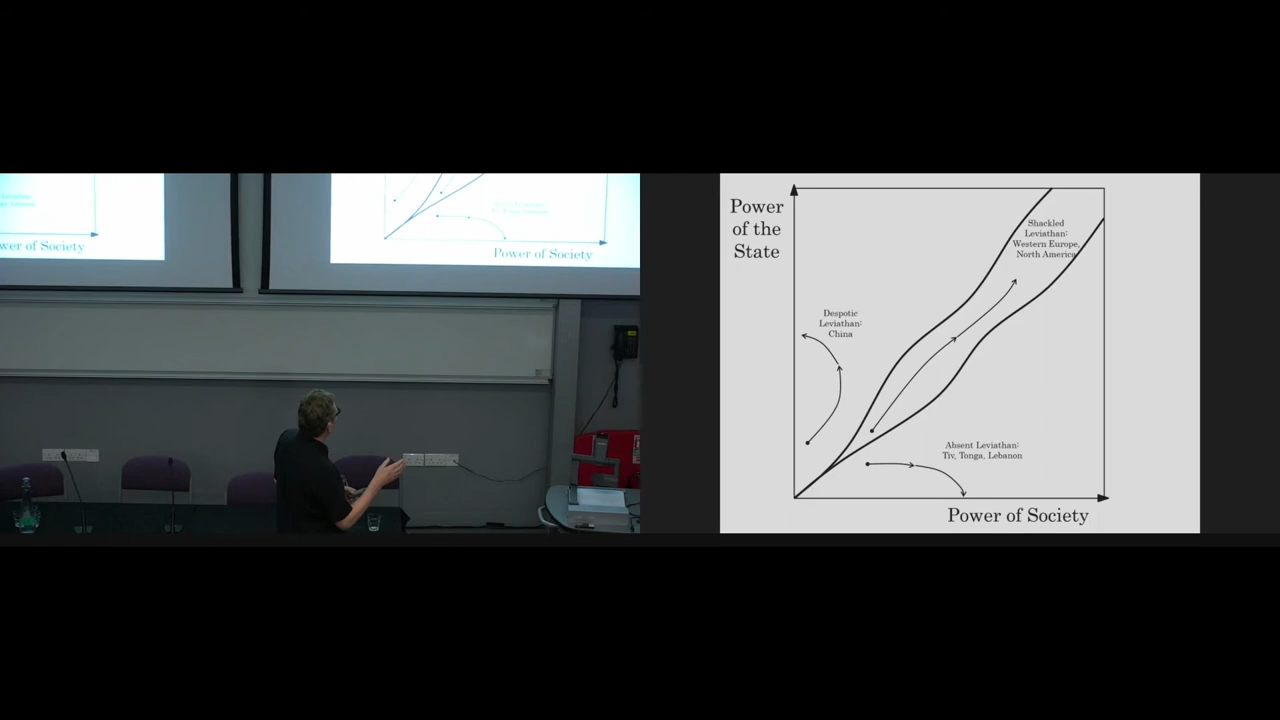 wer of Society
Power of Society
Power
of the
State
Shackled
Leviathan:
Western Europe,
North America
Despotic
Leviathan:
China
Absent Leviathan:
Tiv, Tonga, Lebanon
Power of Society